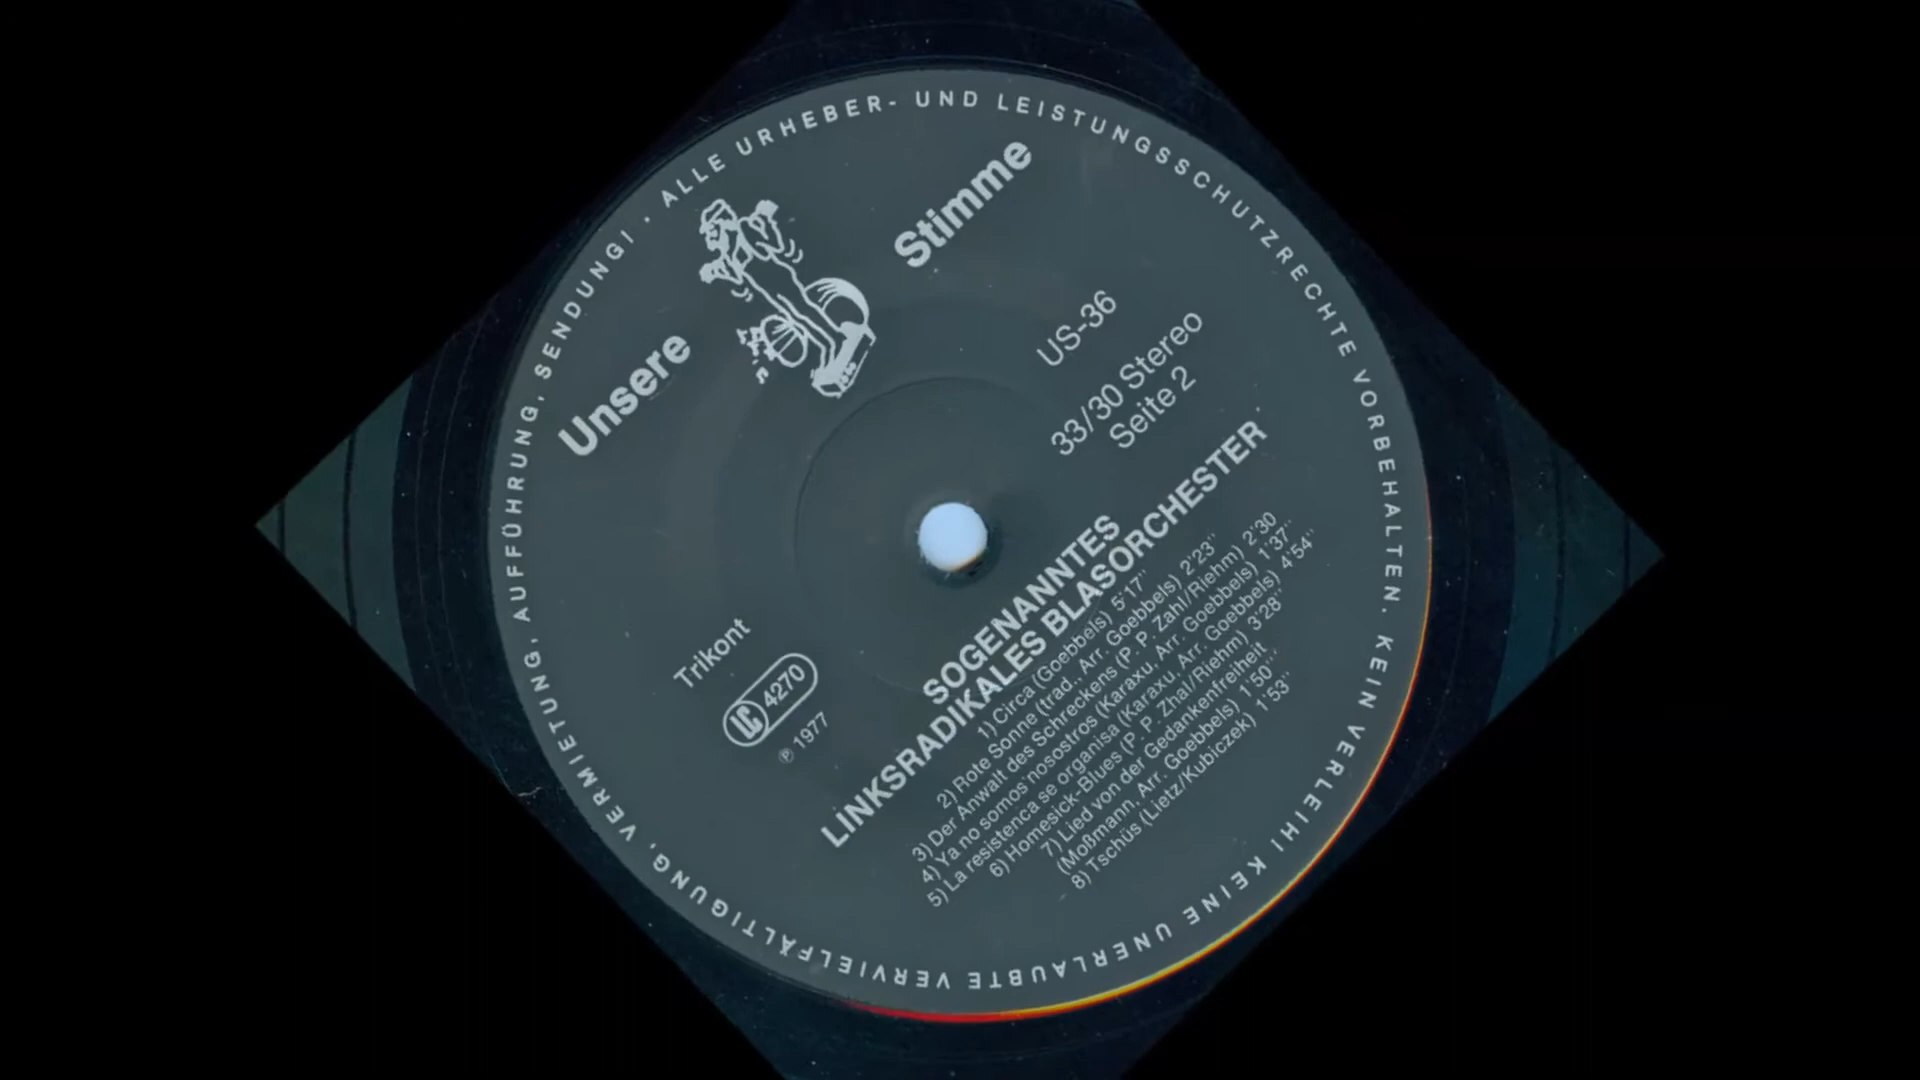 ALLE URHEBER- UND LEISTUNGSSCHUTZRECHTE VORBEHALTEN. KEIN VERLEIH! KEINE UNERLAUBTE VERVIELFÄLTIGUNG, VERMIETUNG, AUFFÜHRUNG, SENDUNG! ·
Unsere Stimme
US-36
33/30 Stereo
Seite 2
Trikont
LC 4270
℗ 1977
SOGENANNTES
LINKSRADIKALES BLASORCHESTER
1) Circa (Goebbels) 5'17''
2) Rote Sonne (trad., Arr. Goebbels) 2'23''
3) Der Anwalt des Schreckens (P. P. Zahl/Riehm) 2'30
4) Ya no somos nosostros (Karaxu, Arr. Goebbels) 1'37''
5) La resistenca se organisa (Karaxu, Arr. Goebbels) 4'54''
6) Homesick-Blues (P. P. Zhal/Riehm) 3'28''
7) Lied von der Gedankenfreiheit
(Moßmann, Arr. Goebbels) 1'50''
8) Tschüs (Lietz/Kubiczek) 1'53''